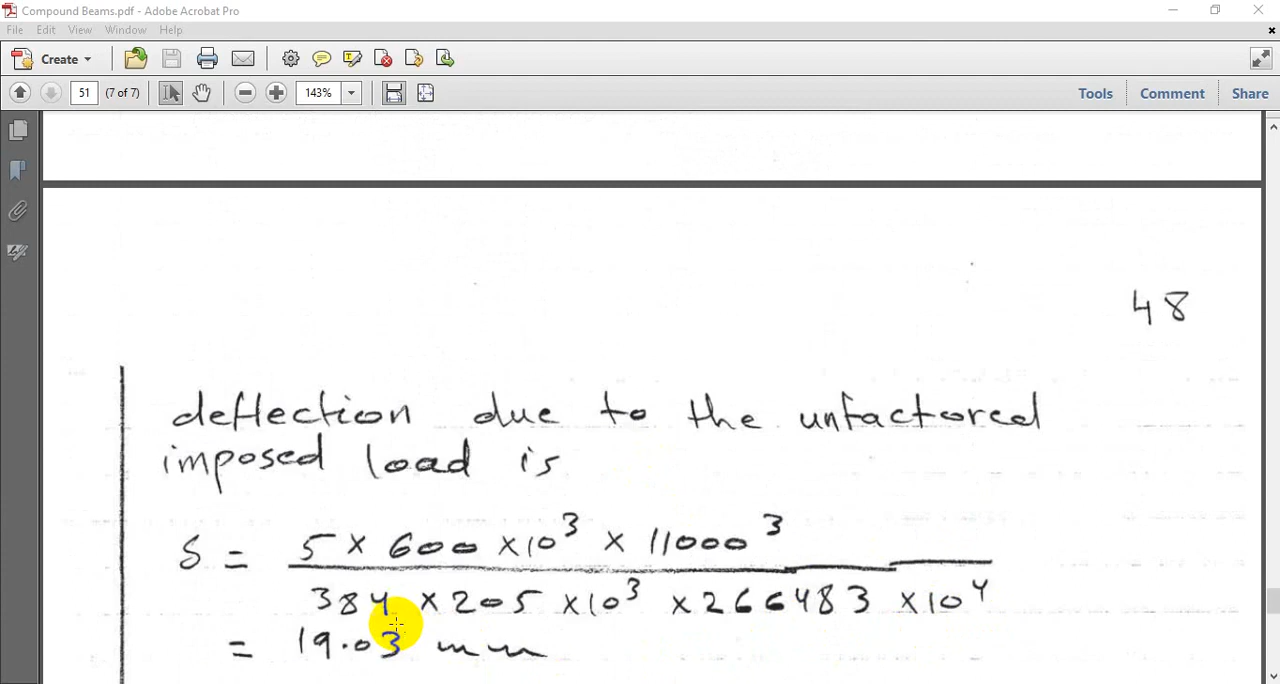 Compound Beams.pdf - Adobe Acrobat Pro
File Edit View Window Help
Create
51 (7 of 7) 143% Tools Comment Share
48
deflection due to the unfactored
imposed load is
δ = 5 × 600 × 10³ × 11000³
384 × 205 × 10³ × 266483 × 10⁴
= 19.03 mm